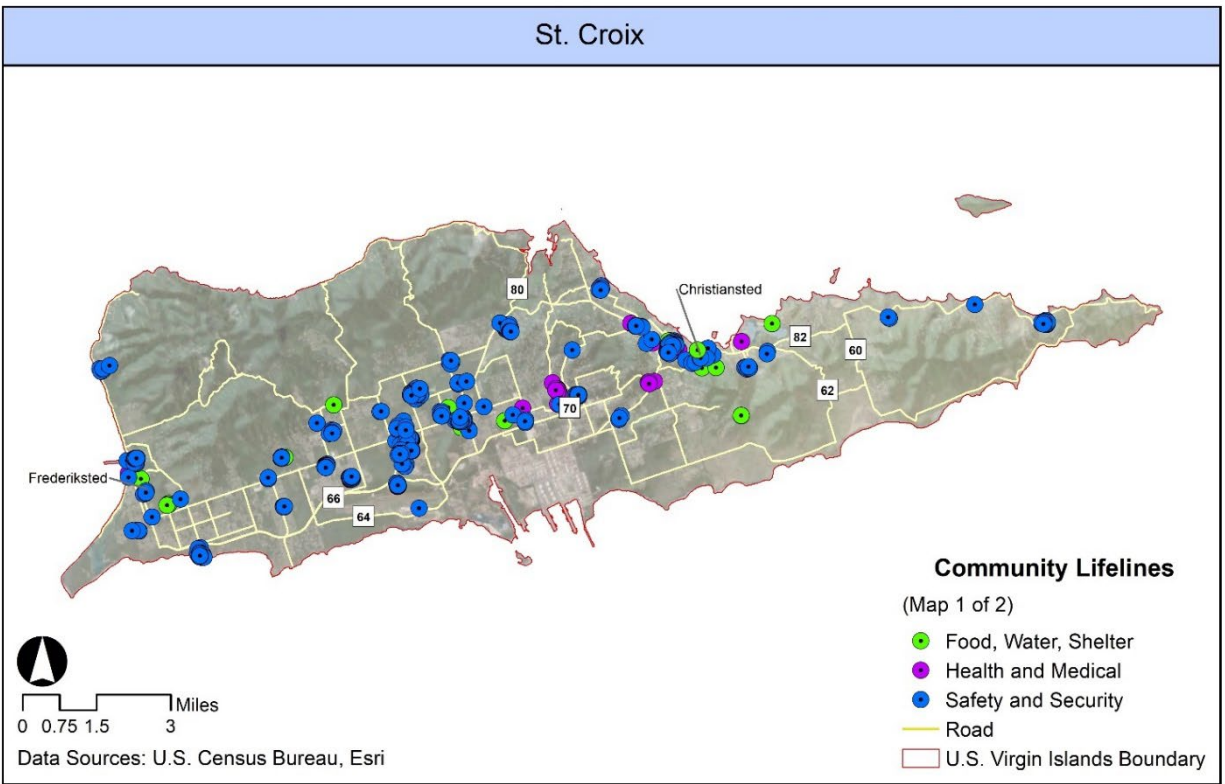 St. Croix
Christiansted
80
82
60
62
70
Frederiksted
66
64
Community Lifelines
(Map 1 of 2)
Food, Water, Shelter
Health and Medical
Safety and Security
Road
U.S. Virgin Islands Boundary
Miles
0 0.75 1.5 3
Data Sources: U.S. Census Bureau, Esri